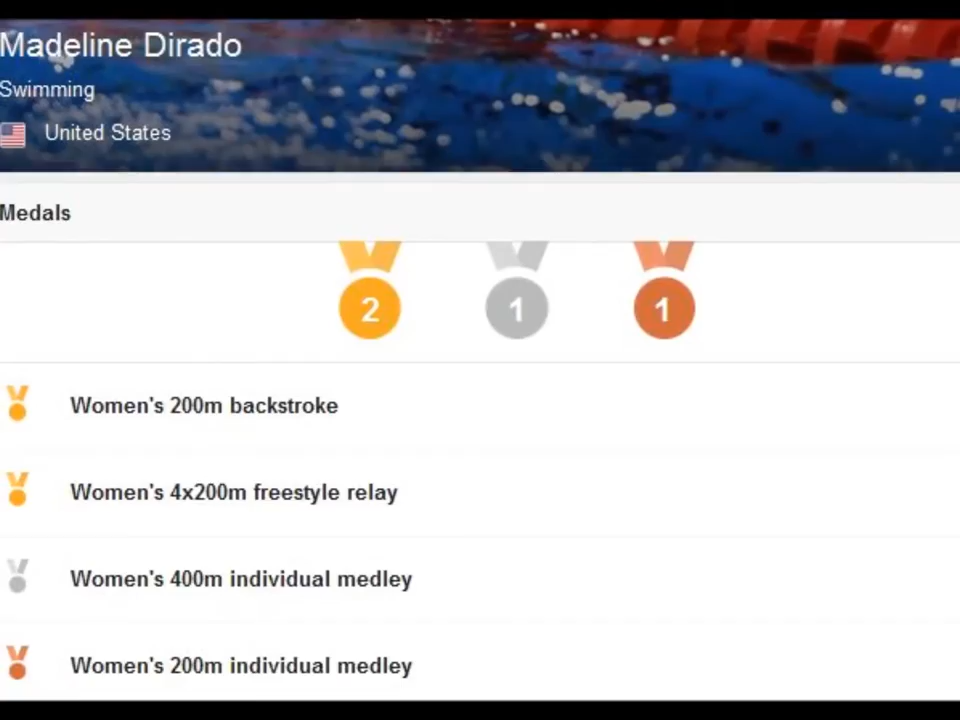 Madeline Dirado
Swimming
United States
Medals
2 1 1
Women's 200m backstroke
Women's 4x200m freestyle relay
Women's 400m individual medley
Women's 200m individual medley